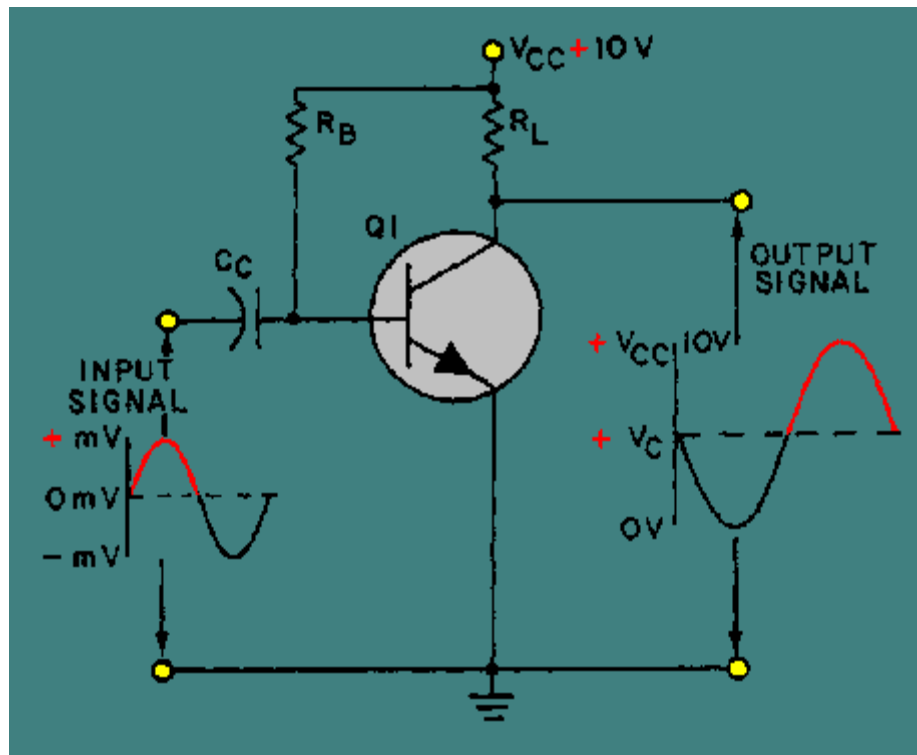 VCC + 10V
RB
RL
Q1
CC
OUTPUT
SIGNAL
INPUT
SIGNAL
+ VCC 10V
+ mV
+ VC
0mV
0V
- mV